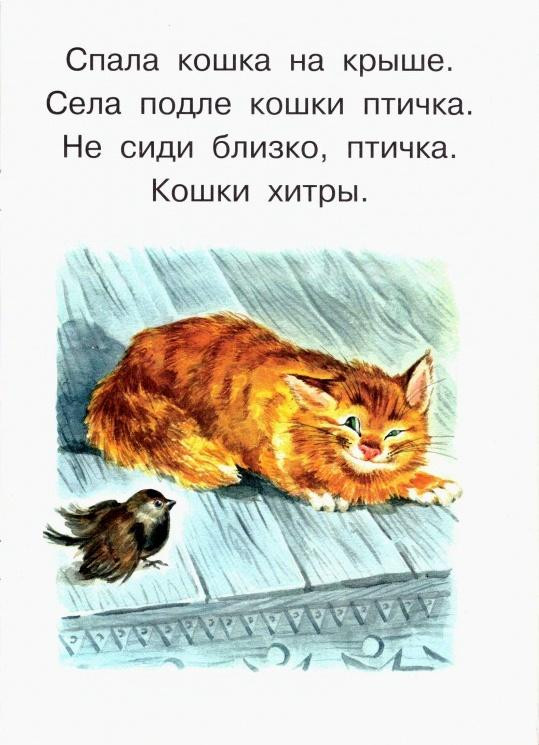 Спала кошка на крыше.
Села подле кошки птичка.
Не сиди близко, птичка.
Кошки хитры.